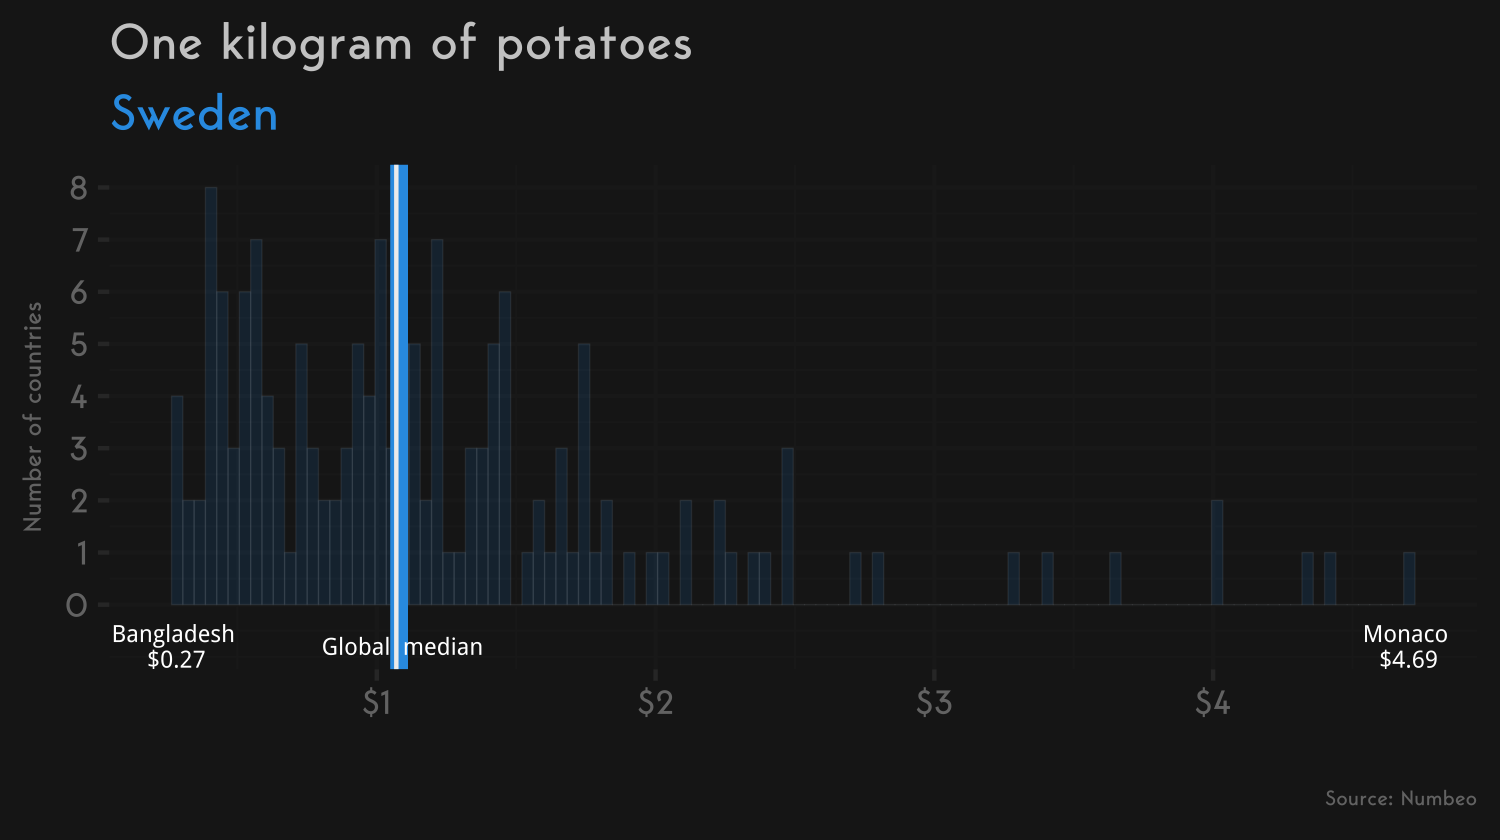 One kilogram of potatoes
Sweden
Number of countries
8
7
6
5
4
3
2
1
0
Bangladesh
$0.27
Global median
Monaco
$4.69
$1 $2 $3 $4
Source: Numbeo